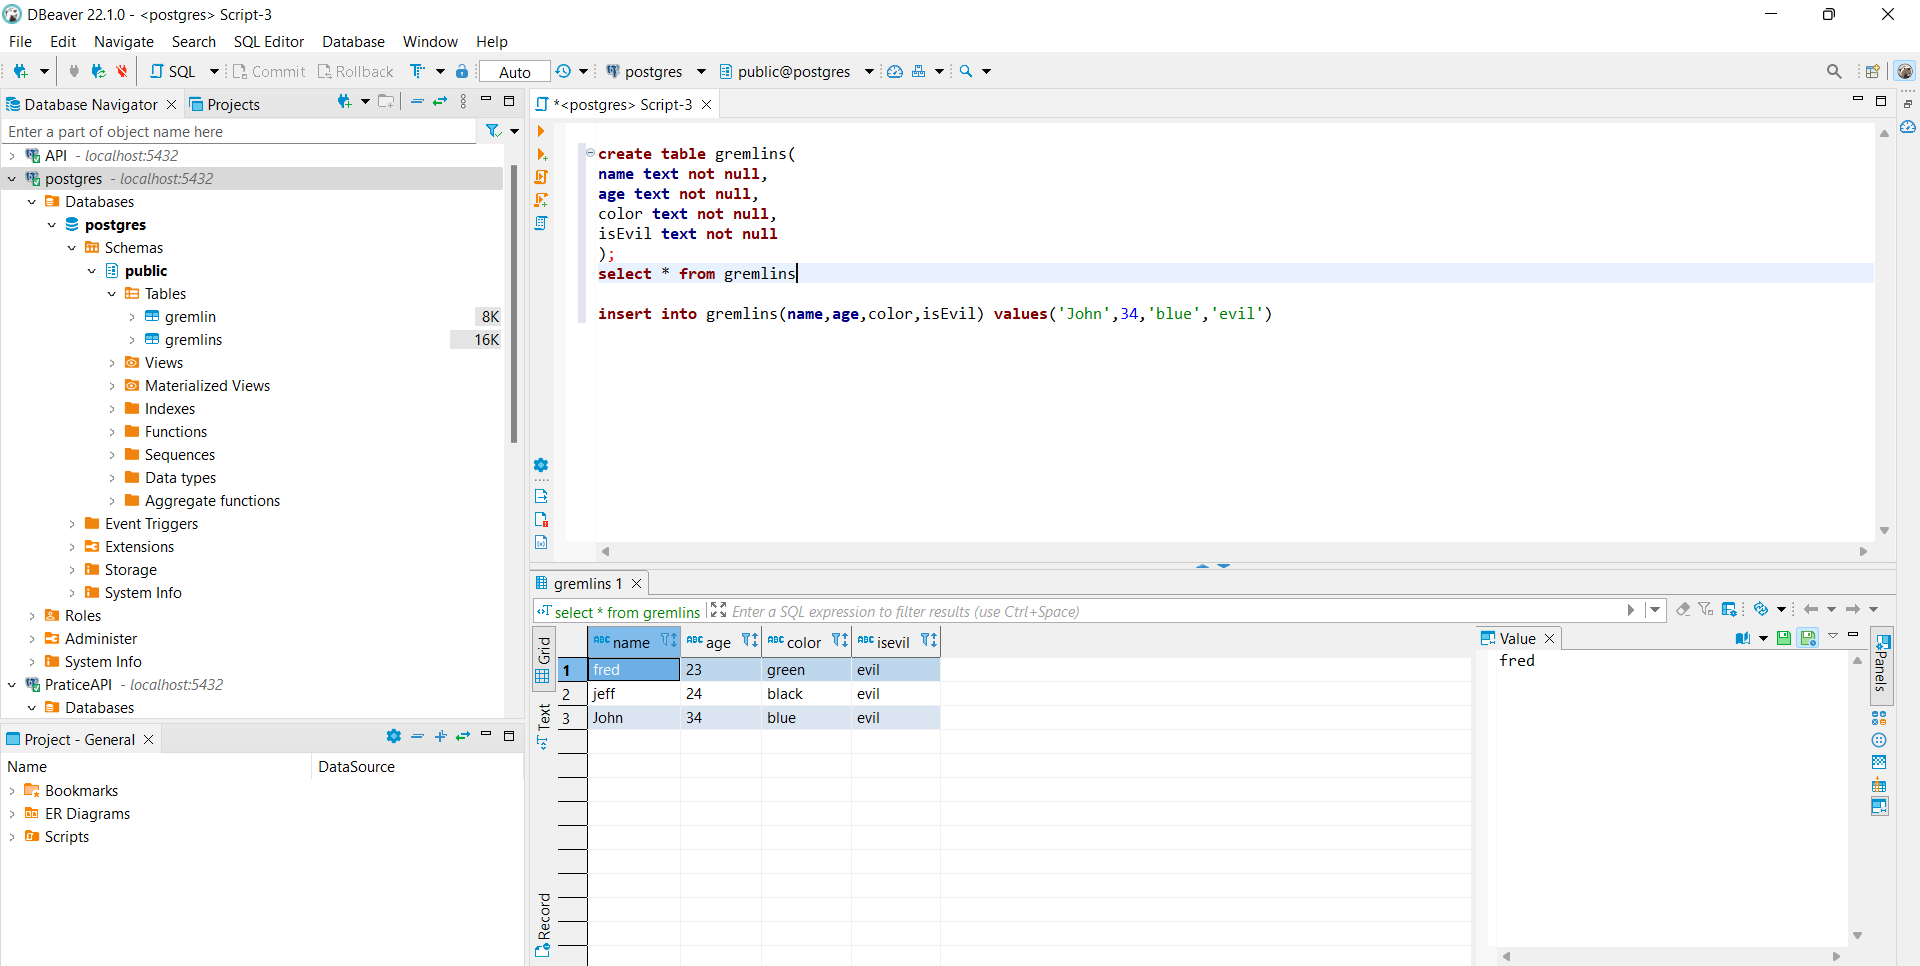 DBeaver 22.1.0 - <postgres> Script-3
File Edit Navigate Search SQL Editor Database Window Help
SQL Commit Rollback Auto postgres public@postgres
Database Navigator Projects
Enter a part of object name here
API - localhost:5432
postgres - localhost:5432
Databases
postgres
Schemas
public
Tables
gremlin 8K
gremlins 16K
Views
Materialized Views
Indexes
Functions
Sequences
Data types
Aggregate functions
Event Triggers
Extensions
Storage
System Info
Roles
Administer
System Info
PraticeAPI - localhost:5432
Databases
Project - General
Name DataSource
Bookmarks
ER Diagrams
Scripts
*<postgres> Script-3
create table gremlins(
name text not null,
age text not null,
color text not null,
isEvil text not null
);
select * from gremlins
insert into gremlins(name,age,color,isEvil) values('John',34,'blue','evil')
gremlins 1
select * from gremlins Enter a SQL expression to filter results (use Ctrl+Space)
Grid
Text
Record
ABC name ABC age ABC color ABC isevil
1 fred 23 green evil
2 jeff 24 black evil
3 John 34 blue evil
Value
fred
Panels